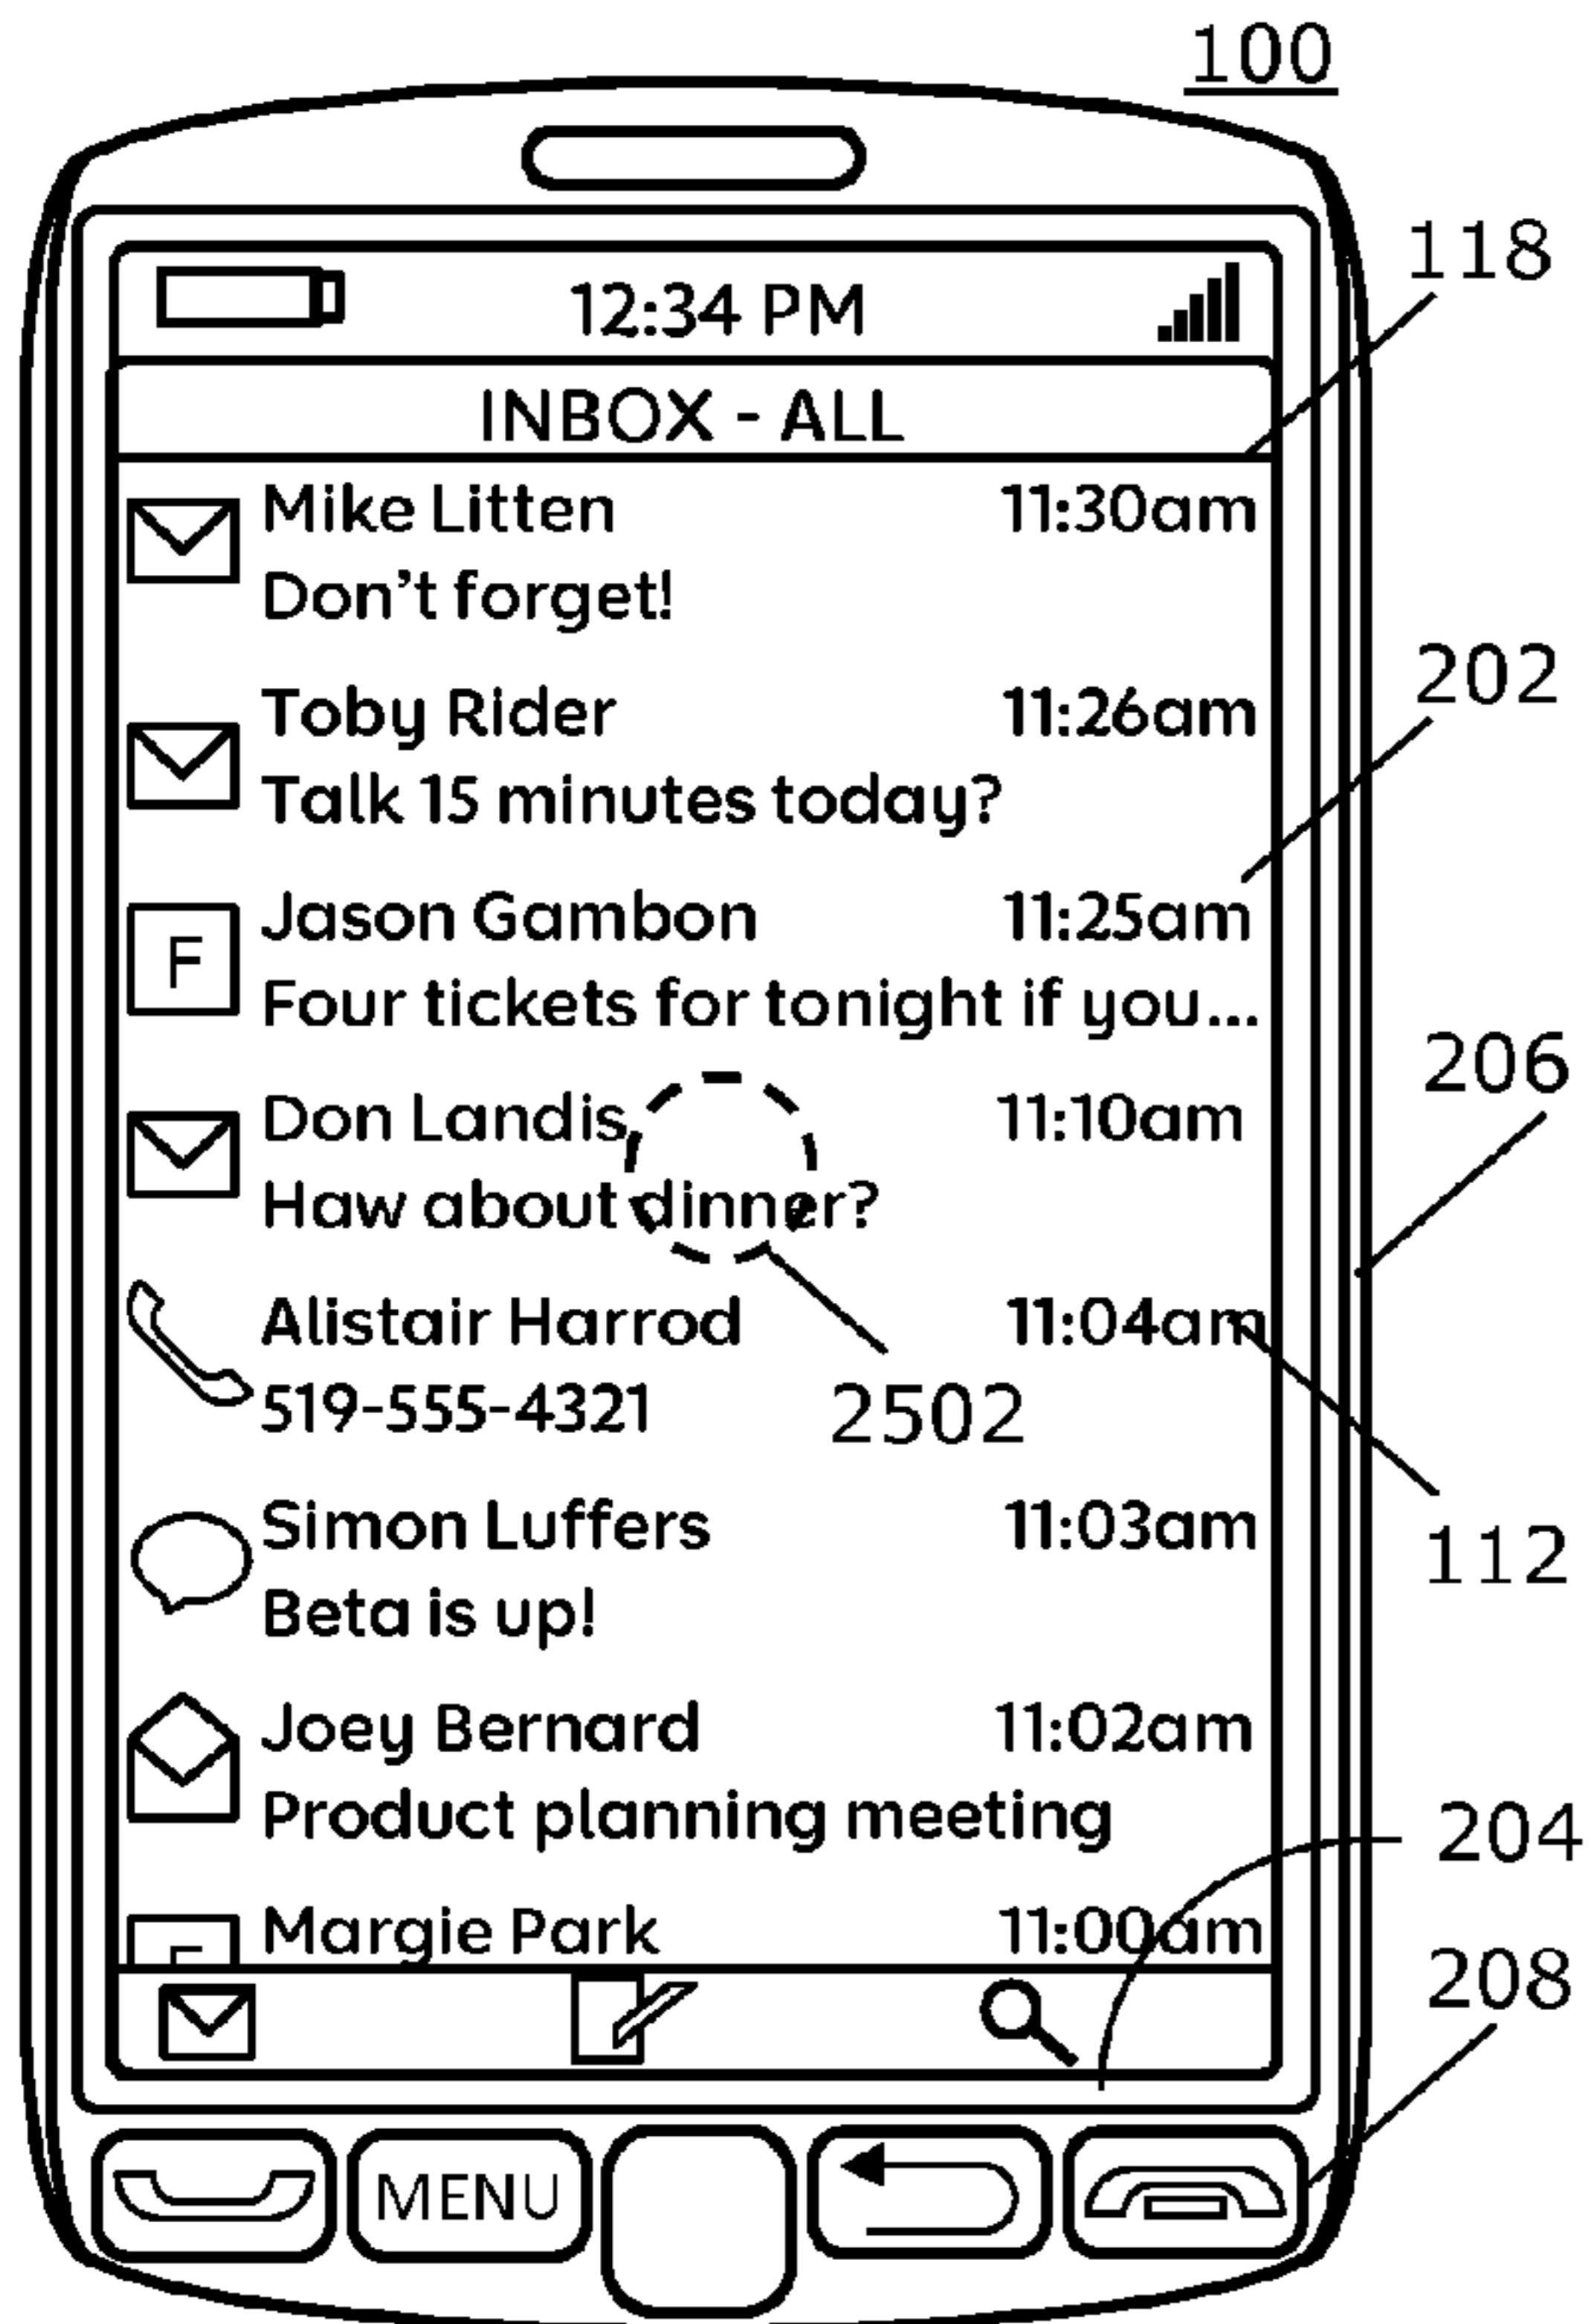 100
118
12:34 PM
INBOX - ALL
Mike Litten 11:30am
Don't forget!
202
Toby Rider 11:26am
Talk 15 minutes today?
Jason Gambon 11:25am
F
Four tickets for tonight if you...
206
Don Landis 11:10am
Haw about dinner?
Alistair Harrod 11:04am
519-555-4321
2502
112
Simon Luffers 11:03am
Beta is up!
Joey Bernard 11:02am
Product planning meeting
204
Margie Park 11:00am
208
MENU